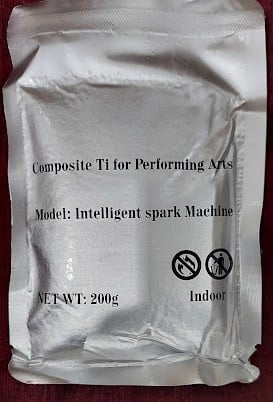 Composite Ti for Performing Arts
Model: Intelligent spark Machine
NET WT: 200g Indoor